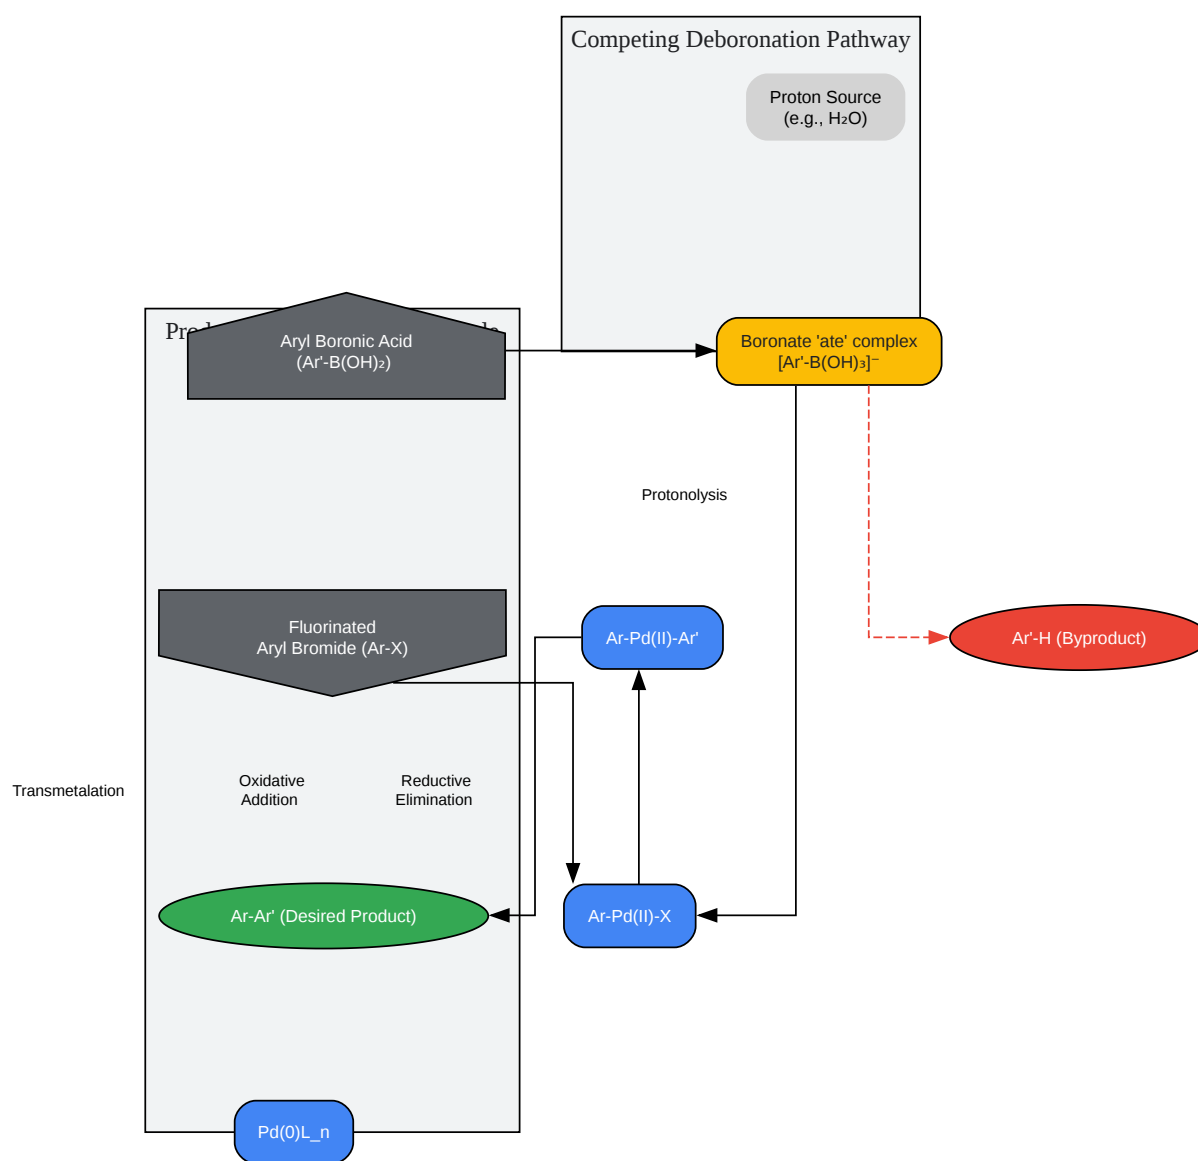 Competing Deboronation Pathway
Proton Source
(e.g., H₂O)
Aryl Boronic Acid
(Ar'-B(OH)₂)
Boronate 'ate' complex
[Ar'-B(OH)₃]⁻
Protonolysis
Fluorinated
Aryl Bromide (Ar-X)
Ar-Pd(II)-Ar'
Ar'-H (Byproduct)
Transmetalation
Oxidative
Addition
Reductive
Elimination
Ar-Ar' (Desired Product)
Ar-Pd(II)-X
Pd(0)L_n